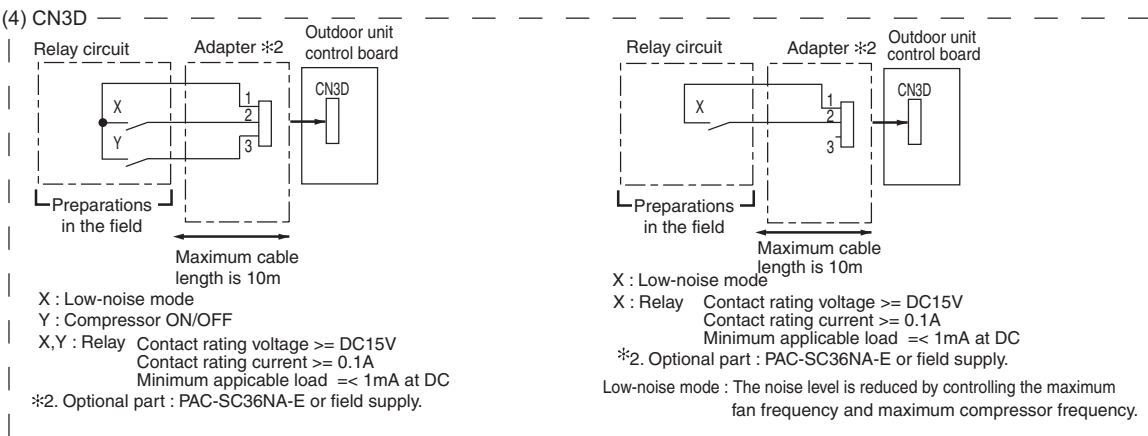 (4) CN3D
Relay circuit
Adapter ✻2
Outdoor unit
control board
CN3D
X
Y
1
2
3
Preparations
in the field
Maximum cable
length is 10m
X : Low-noise mode
Y : Compressor ON/OFF
X,Y : Relay Contact rating voltage >= DC15V
Contact rating current >= 0.1A
Minimum appicable load =< 1mA at DC
✻2. Optional part : PAC-SC36NA-E or field supply.
Relay circuit
Adapter ✻2
Outdoor unit
control board
CN3D
X
1
2
3
Preparations
in the field
Maximum cable
length is 10m
X : Low-noise mode
X : Relay Contact rating voltage >= DC15V
Contact rating current >= 0.1A
Minimum applicable load =< 1mA at DC
✻2. Optional part : PAC-SC36NA-E or field supply.
Low-noise mode : The noise level is reduced by controlling the maximum
fan frequency and maximum compressor frequency.